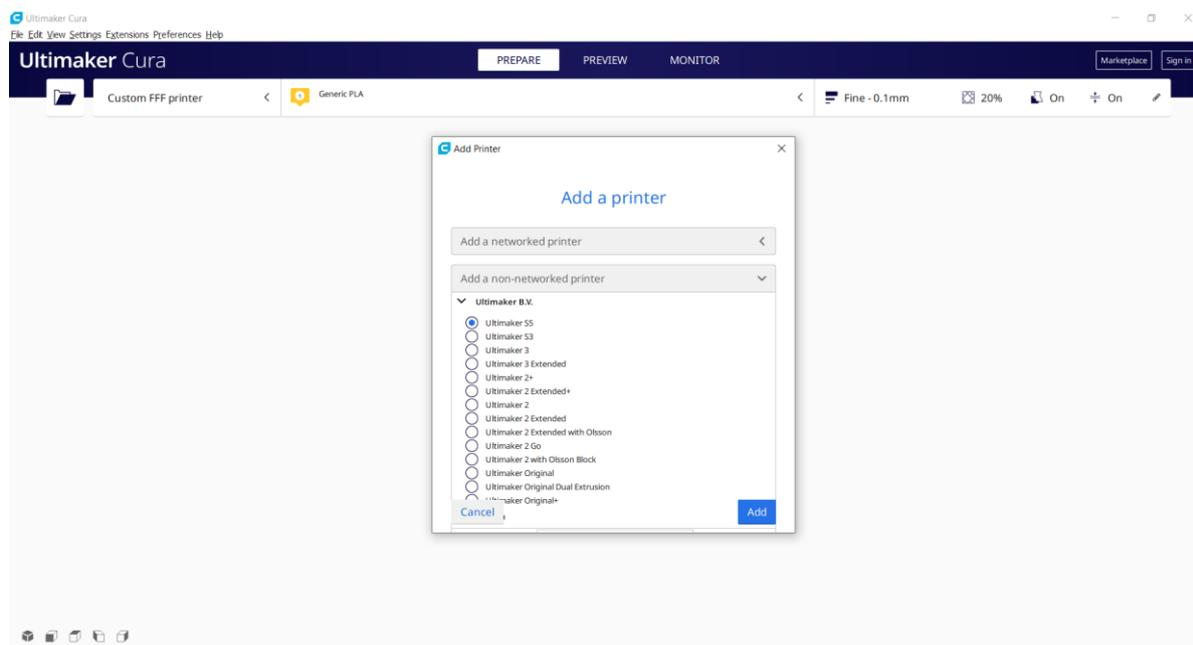 Ultimaker Cura
File Edit View Settings Extensions Preferences Help
Ultimaker Cura PREPARE PREVIEW MONITOR Marketplace Sign in
Custom FFF printer 1 Generic PLA Fine - 0.1mm 20% On On
Add Printer
Add a printer
Add a networked printer
Add a non-networked printer
Ultimaker B.V.
Ultimaker S5
Ultimaker S3
Ultimaker 3
Ultimaker 3 Extended
Ultimaker 2+
Ultimaker 2 Extended+
Ultimaker 2
Ultimaker 2 Extended
Ultimaker 2 Extended with Olsson
Ultimaker 2 Go
Ultimaker 2 with Olsson Block
Ultimaker Original
Ultimaker Original Dual Extrusion
Ultimaker Original+
Cancel Add